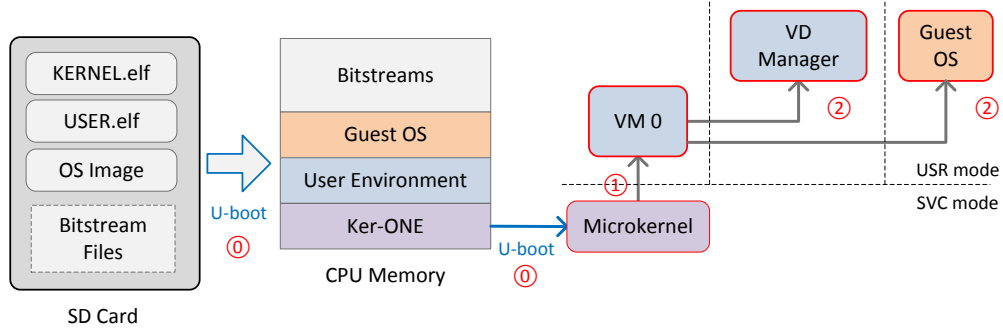 KERNEL.elf
USER.elf
OS Image
Bitstream
Files
SD Card
U-boot
⓪
Bitstreams
Guest OS
User Environment
Ker-ONE
CPU Memory
U-boot
⓪
Microkernel
①
VM 0
VD
Manager
②
Guest
OS
②
USR mode
SVC mode